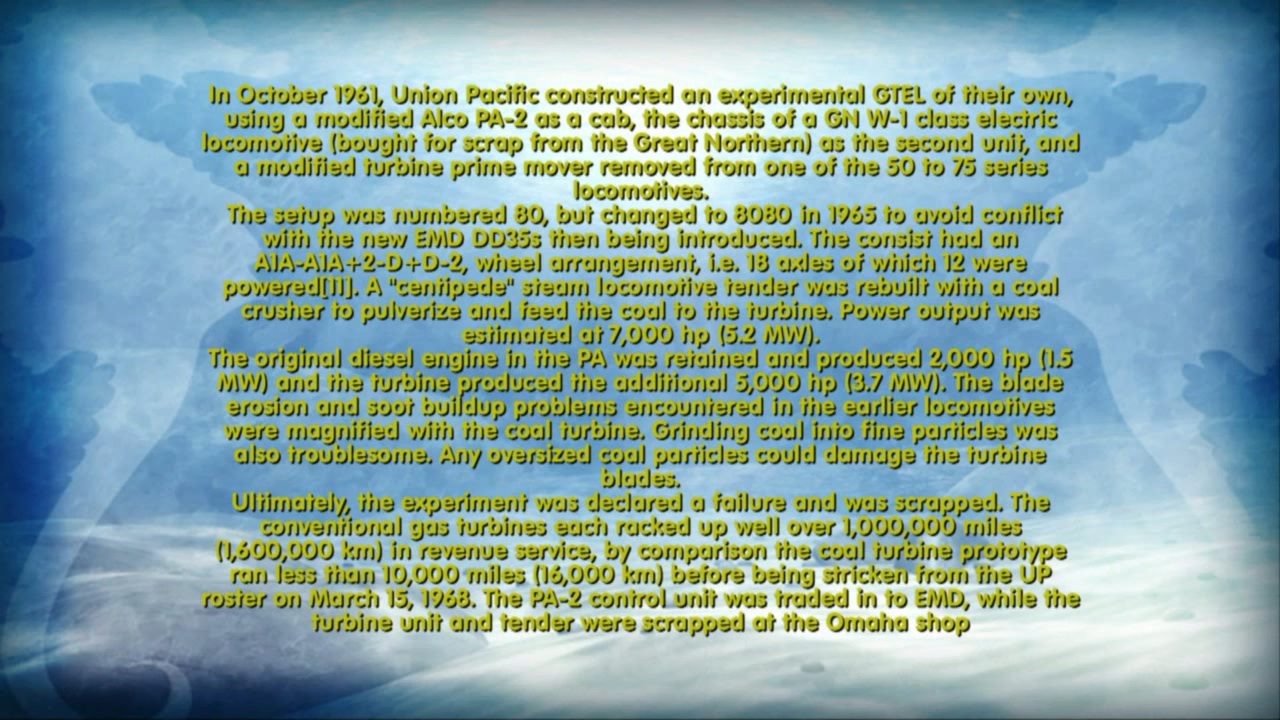 In October 1961, Union Pacific constructed an experimental GTEL of their own,
using a modified Alco PA-2 as a cab, the chassis of a GN W-1 class electric
locomotive (bought for scrap from the Great Northern) as the second unit, and
a modified turbine prime mover removed from one of the 50 to 75 series
locomotives.
The setup was numbered 80, but changed to 8080 in 1965 to avoid conflict
with the new EMD DD35s then being introduced. The consist had an
A1A-A1A+2-D+D-2, wheel arrangement, i.e. 18 axles of which 12 were
powered[11]. A "centipede" steam locomotive tender was rebuilt with a coal
crusher to pulverize and feed the coal to the turbine. Power output was
estimated at 7,000 hp (5.2 MW).
The original diesel engine in the PA was retained and produced 2,000 hp (1.5
MW) and the turbine produced the additional 5,000 hp (3.7 MW). The blade
erosion and soot buildup problems encountered in the earlier locomotives
were magnified with the coal turbine. Grinding coal into fine particles was
also troublesome. Any oversized coal particles could damage the turbine
blades.
Ultimately, the experiment was declared a failure and was scrapped. The
conventional gas turbines each racked up well over 1,000,000 miles
(1,600,000 km) in revenue service, by comparison the coal turbine prototype
ran less than 10,000 miles (16,000 km) before being stricken from the UP
roster on March 15, 1968. The PA-2 control unit was traded in to EMD, while the
turbine unit and tender were scrapped at the Omaha shop